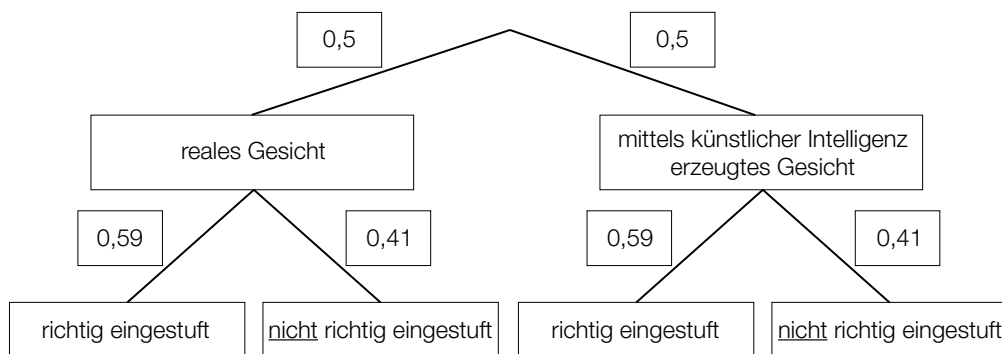 0,5
0,5
reales Gesicht
mittels künstlicher Intelligenz
erzeugtes Gesicht
0,59
0,41
0,59
0,41
richtig eingestuft
nicht richtig eingestuft
richtig eingestuft
nicht richtig eingestuft